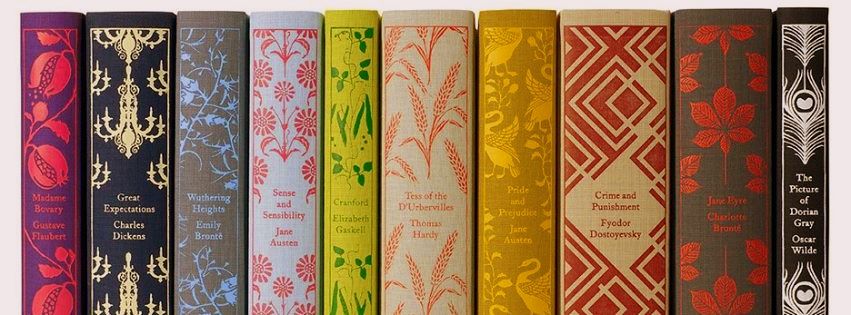 Madame
Bovary
Gustave
Flaubert
Great
Expectations
Charles
Dickens
Wuthering
Heights
Emily
Brontë
Sense
and
Sensibility
Jane
Austen
Cranford
Elizabeth
Gaskell
Tess of the
D'Urbervilles
Thomas
Hardy
Pride
and
Prejudice
Jane
Austen
Crime and
Punishment
Fyodor
Dostoyevsky
Jane Eyre
Charlotte
Brontë
The
Picture
of
Dorian
Gray
Oscar
Wilde